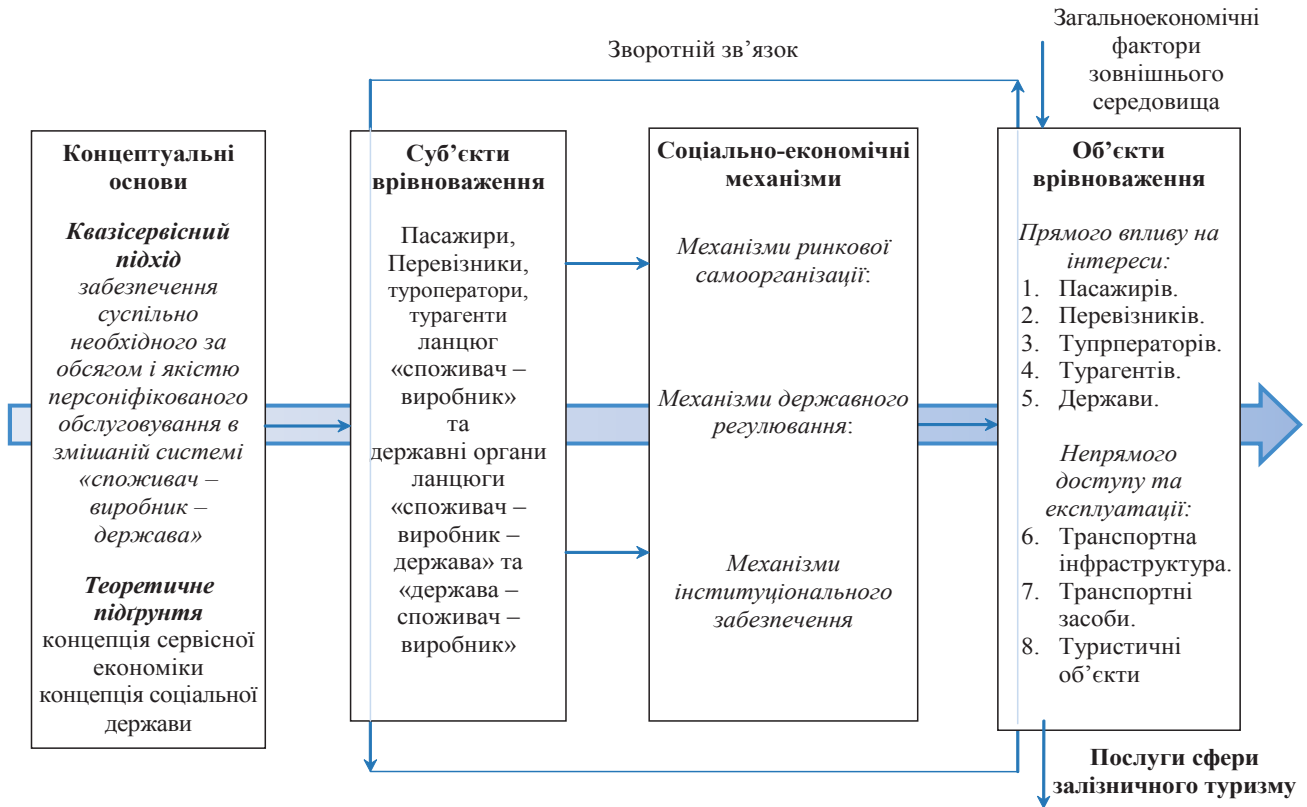 Зворотній зв’язок
Загальноекономічні
фактори
зовнішнього
середовища
Концептуальні
основи
Квазісервісний
підхід
забезпечення
суспільно
необхідного за
обсягом і якістю
персоніфікованого
обслуговування в
змішаній системі
«споживач –
виробник –
держава»
Теоретичне
підґрунтя
концепція сервісної
економіки
концепція соціальної
держави
Суб’єкти
врівноваження
Пасажири,
Перевізники,
туроператори,
турагенти
ланцюг
«споживач –
виробник»
та
державні органи
ланцюги
«споживач –
виробник –
держава» та
«держава –
споживач –
виробник»
Соціально-економічні
механізми
Механізми ринкової
самоорганізації:
Механізми державного
регулювання:
Механізми
інституціонального
забезпечення
Об’єкти
врівноваження
Прямого впливу на
інтереси:
1. Пасажирів.
2. Перевізників.
3. Тупрператорів.
4. Турагентів.
5. Держави.
Непрямого
доступу та
експлуатації:
6. Транспортна
інфраструктура.
7. Транспортні
засоби.
8. Туристичні
об’єкти
Послуги сфери
залізничного туризму